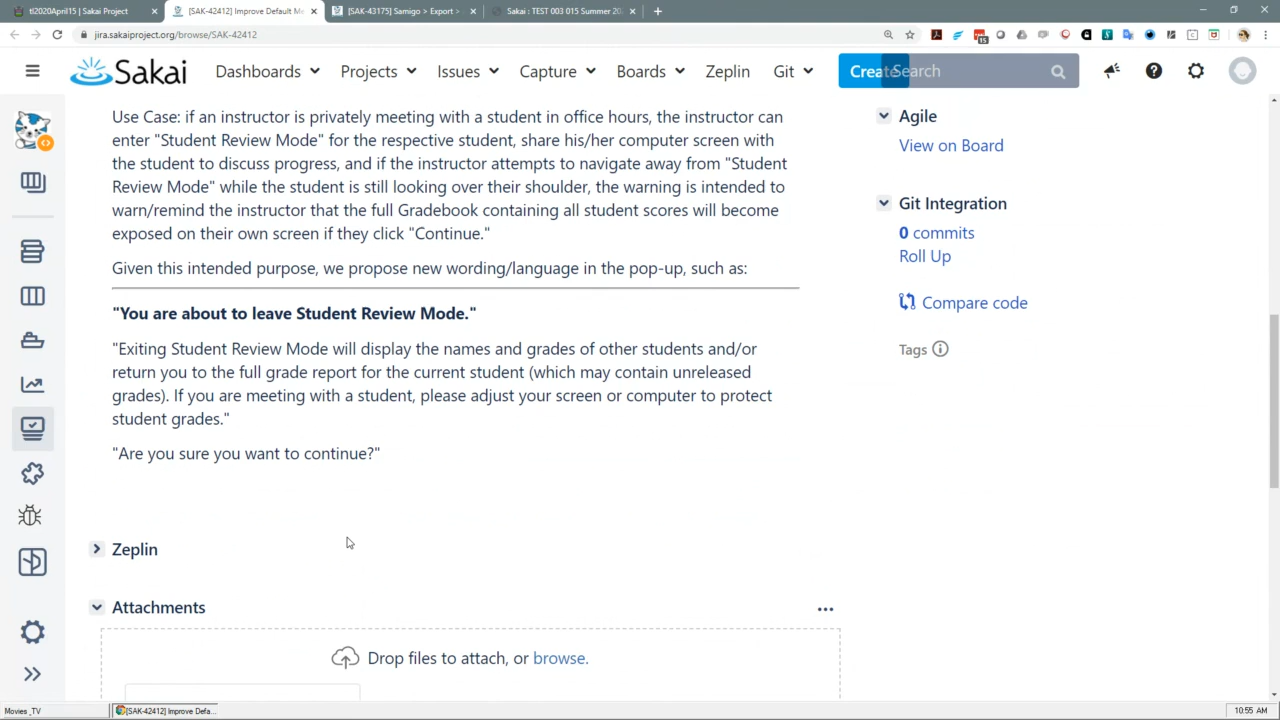 tl2020April15 | Sakai Project
[SAK-42412] Improve Default Me
[SAK-43175] Samigo > Export >
Sakai : TEST 003 015 Summer 20
jira.sakaiproject.org/browse/SAK-42412
15
Sakai
Dashboards
Projects
Issues
Capture
Boards
Zeplin
Git
Create
Search
Use Case: if an instructor is privately meeting with a student in office hours, the instructor can
enter "Student Review Mode" for the respective student, share his/her computer screen with
the student to discuss progress, and if the instructor attempts to navigate away from "Student
Review Mode" while the student is still looking over their shoulder, the warning is intended to
warn/remind the instructor that the full Gradebook containing all student scores will become
exposed on their own screen if they click "Continue."
Given this intended purpose, we propose new wording/language in the pop-up, such as:
"You are about to leave Student Review Mode."
"Exiting Student Review Mode will display the names and grades of other students and/or
return you to the full grade report for the current student (which may contain unreleased
grades). If you are meeting with a student, please adjust your screen or computer to protect
student grades."
"Are you sure you want to continue?"
Zeplin
Attachments
Drop files to attach, or browse.
Agile
View on Board
Git Integration
0 commits
Roll Up
Compare code
Tags
Movies _TV
[SAK-42412] Improve Defa...
10:55 AM